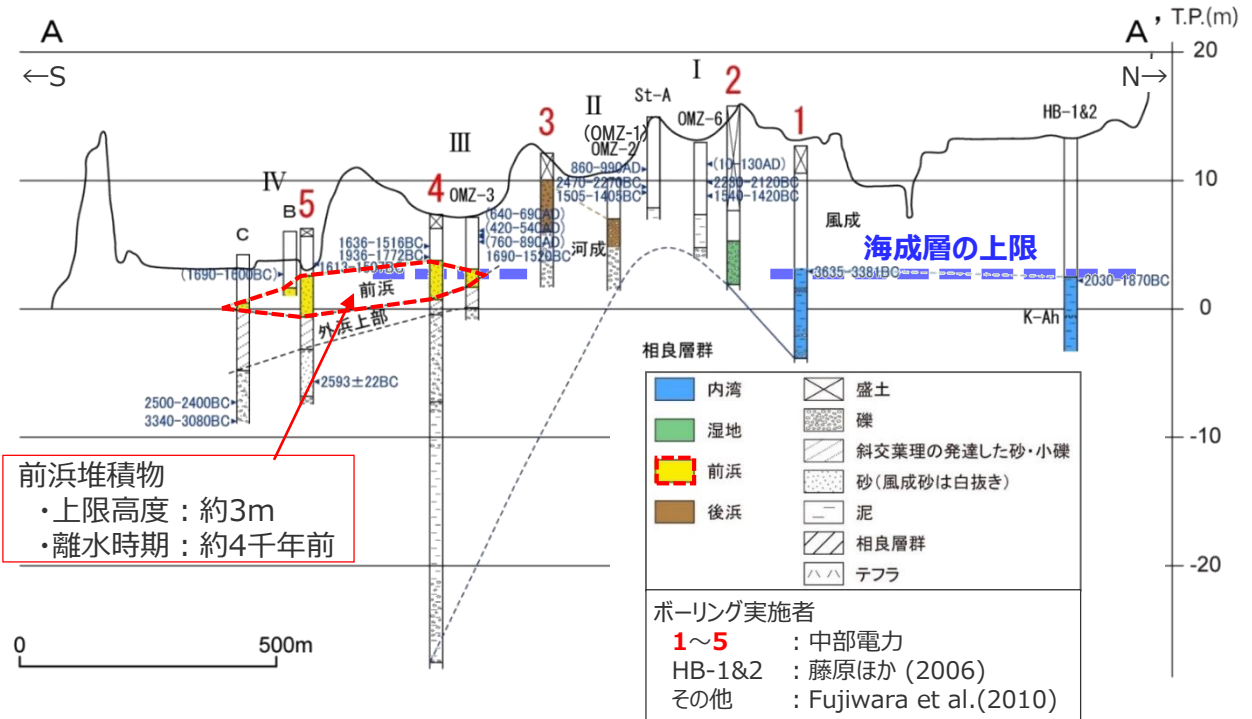 A
A'
T.P.(m)
←S
N→
20
10
0
-10
-20
I
II
III
IV
1
2
3
4
5
St-A
OMZ-6
(OMZ-1)
OMZ-2
OMZ-3
HB-1&2
B
C
860-990AD
2470-2270BC
1505-1405BC
(10-130AD)
2230-2120BC
1540-1420BC
(640-690AD)
(420-540AD)
(760-890AD)
1690-1520BC
1636-1516BC
1936-1772BC
(1690-1600BC)
風成
河成
海成層の上限
3635-3381BC
2030-1870BC
K-Ah
前浜
外浜上部
2593±22BC
2500-2400BC
3340-3080BC
前浜堆積物
・上限高度：約3m
・離水時期：約4千年前
0
500m
相良層群
内湾
湿地
前浜
後浜
盛土
礫
斜交葉理の発達した砂・小礫
砂(風成砂は白抜き)
泥
相良層群
テフラ
ボーリング実施者
1～5 ：中部電力
HB-1&2 ：藤原ほか (2006)
その他 ：Fujiwara et al.(2010)